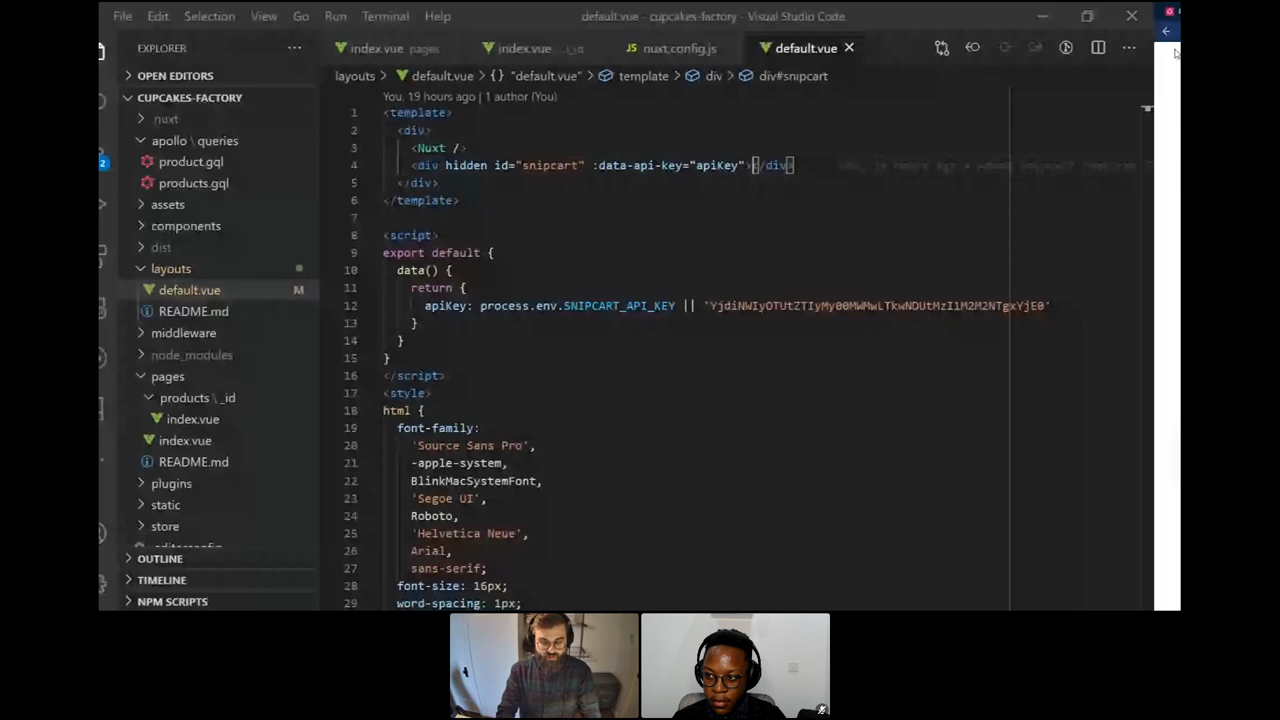 File Edit Selection View Go Run Terminal Help
default.vue - cupcakes-factory - Visual Studio Code
EXPLORER
index.vue pages
index.vue ..\_id
JS nuxt.config.js
default.vue
OPEN EDITORS
layouts > default.vue > {} "default.vue" > template > div > div#snipcart
CUPCAKES-FACTORY
.nuxt
apollo \ queries
product.gql
products.gql
assets
components
dist
layouts
default.vue M
README.md
middleware
node_modules
pages
products \ _id
index.vue
index.vue
README.md
plugins
static
store
.editorconfig
OUTLINE
TIMELINE
NPM SCRIPTS
2
You, 19 hours ago | 1 author (You)
1 <template>
2 <div>
3 <Nuxt />
4 <div hidden id="snipcart" :data-api-key="apiKey"></div>
5 </div>
6 </template>
7
8 <script>
9 export default {
10 data() {
11 return {
12 apiKey: process.env.SNIPCART_API_KEY || 'YjdiNWIyOTUtZTIyMy00MWMwLTkwNDUtMzI1M2M2NTgxYjE0'
13 }
14 }
15 }
16 </script>
17 <style>
18 html {
19 font-family:
20 'Source Sans Pro',
21 -apple-system,
22 BlinkMacSystemFont,
23 'Segoe UI',
24 Roboto,
25 'Helvetica Neue',
26 Arial,
27 sans-serif;
28 font-size: 16px;
29 word-spacing: 1px;